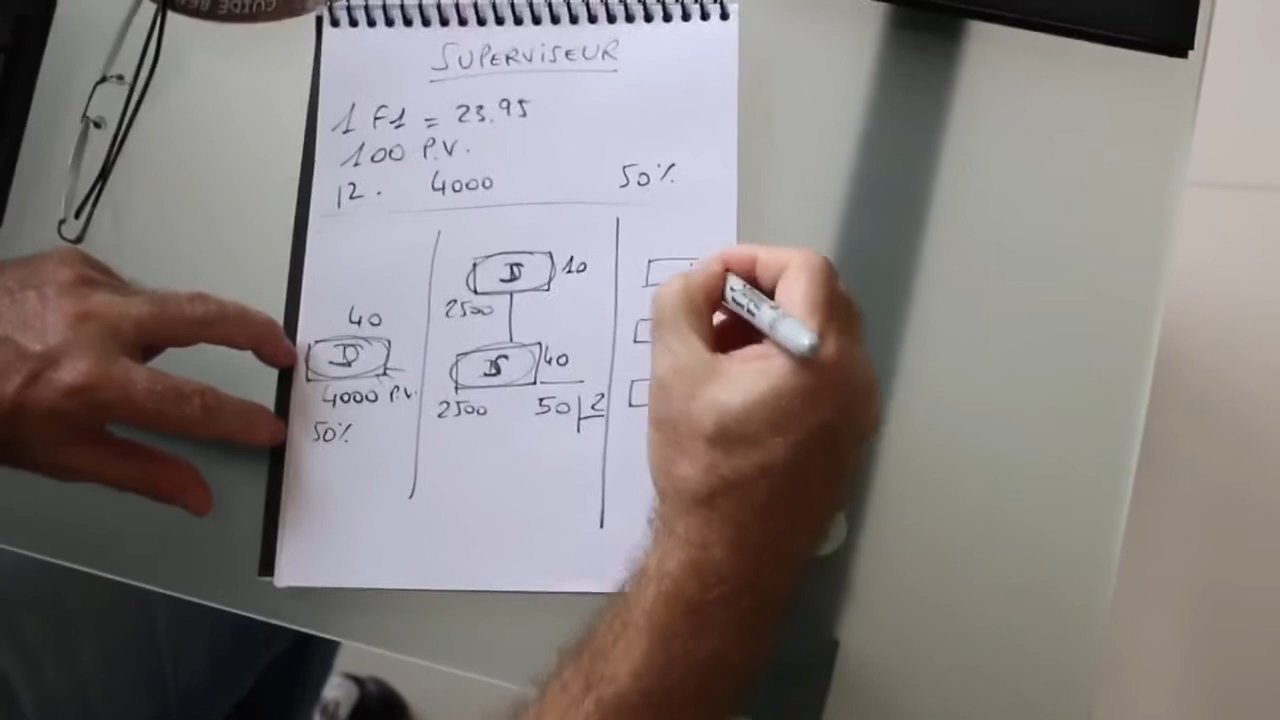 SUPERVISEUR
1 F1 = 23.95
100 P.V.
12. 4000 50%
40
D
4000 P.V.
50%
D 10
2500
D 40
2500 50 2